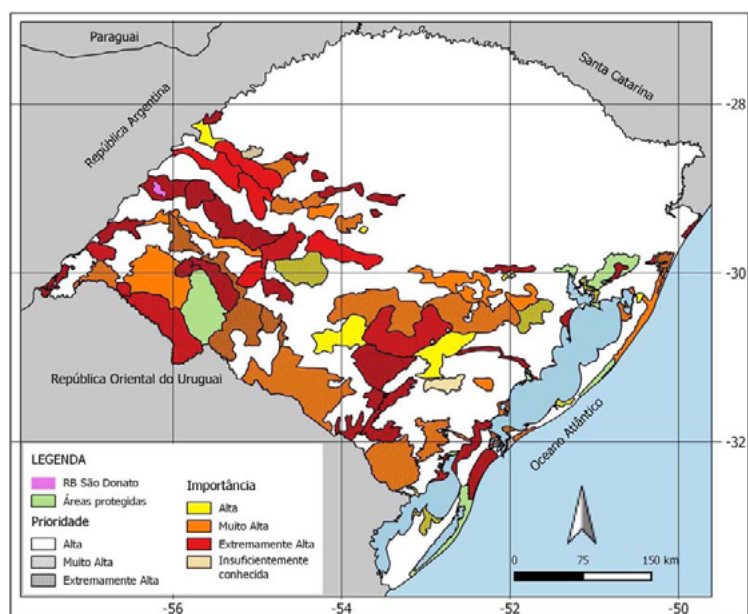 Paraguai
Santa Catarina
República Argentina
-28
-30
República Oriental do Uruguai
Oceano Atlântico
-32
LEGENDA
RB São Donato
Áreas protegidas
Prioridade
Alta
Muito Alta
Extremamente Alta
Importância
Alta
Muito Alta
Extremamente Alta
Insuficientemente
conhecida
0 75 150 km
-56 -54 -52 -50